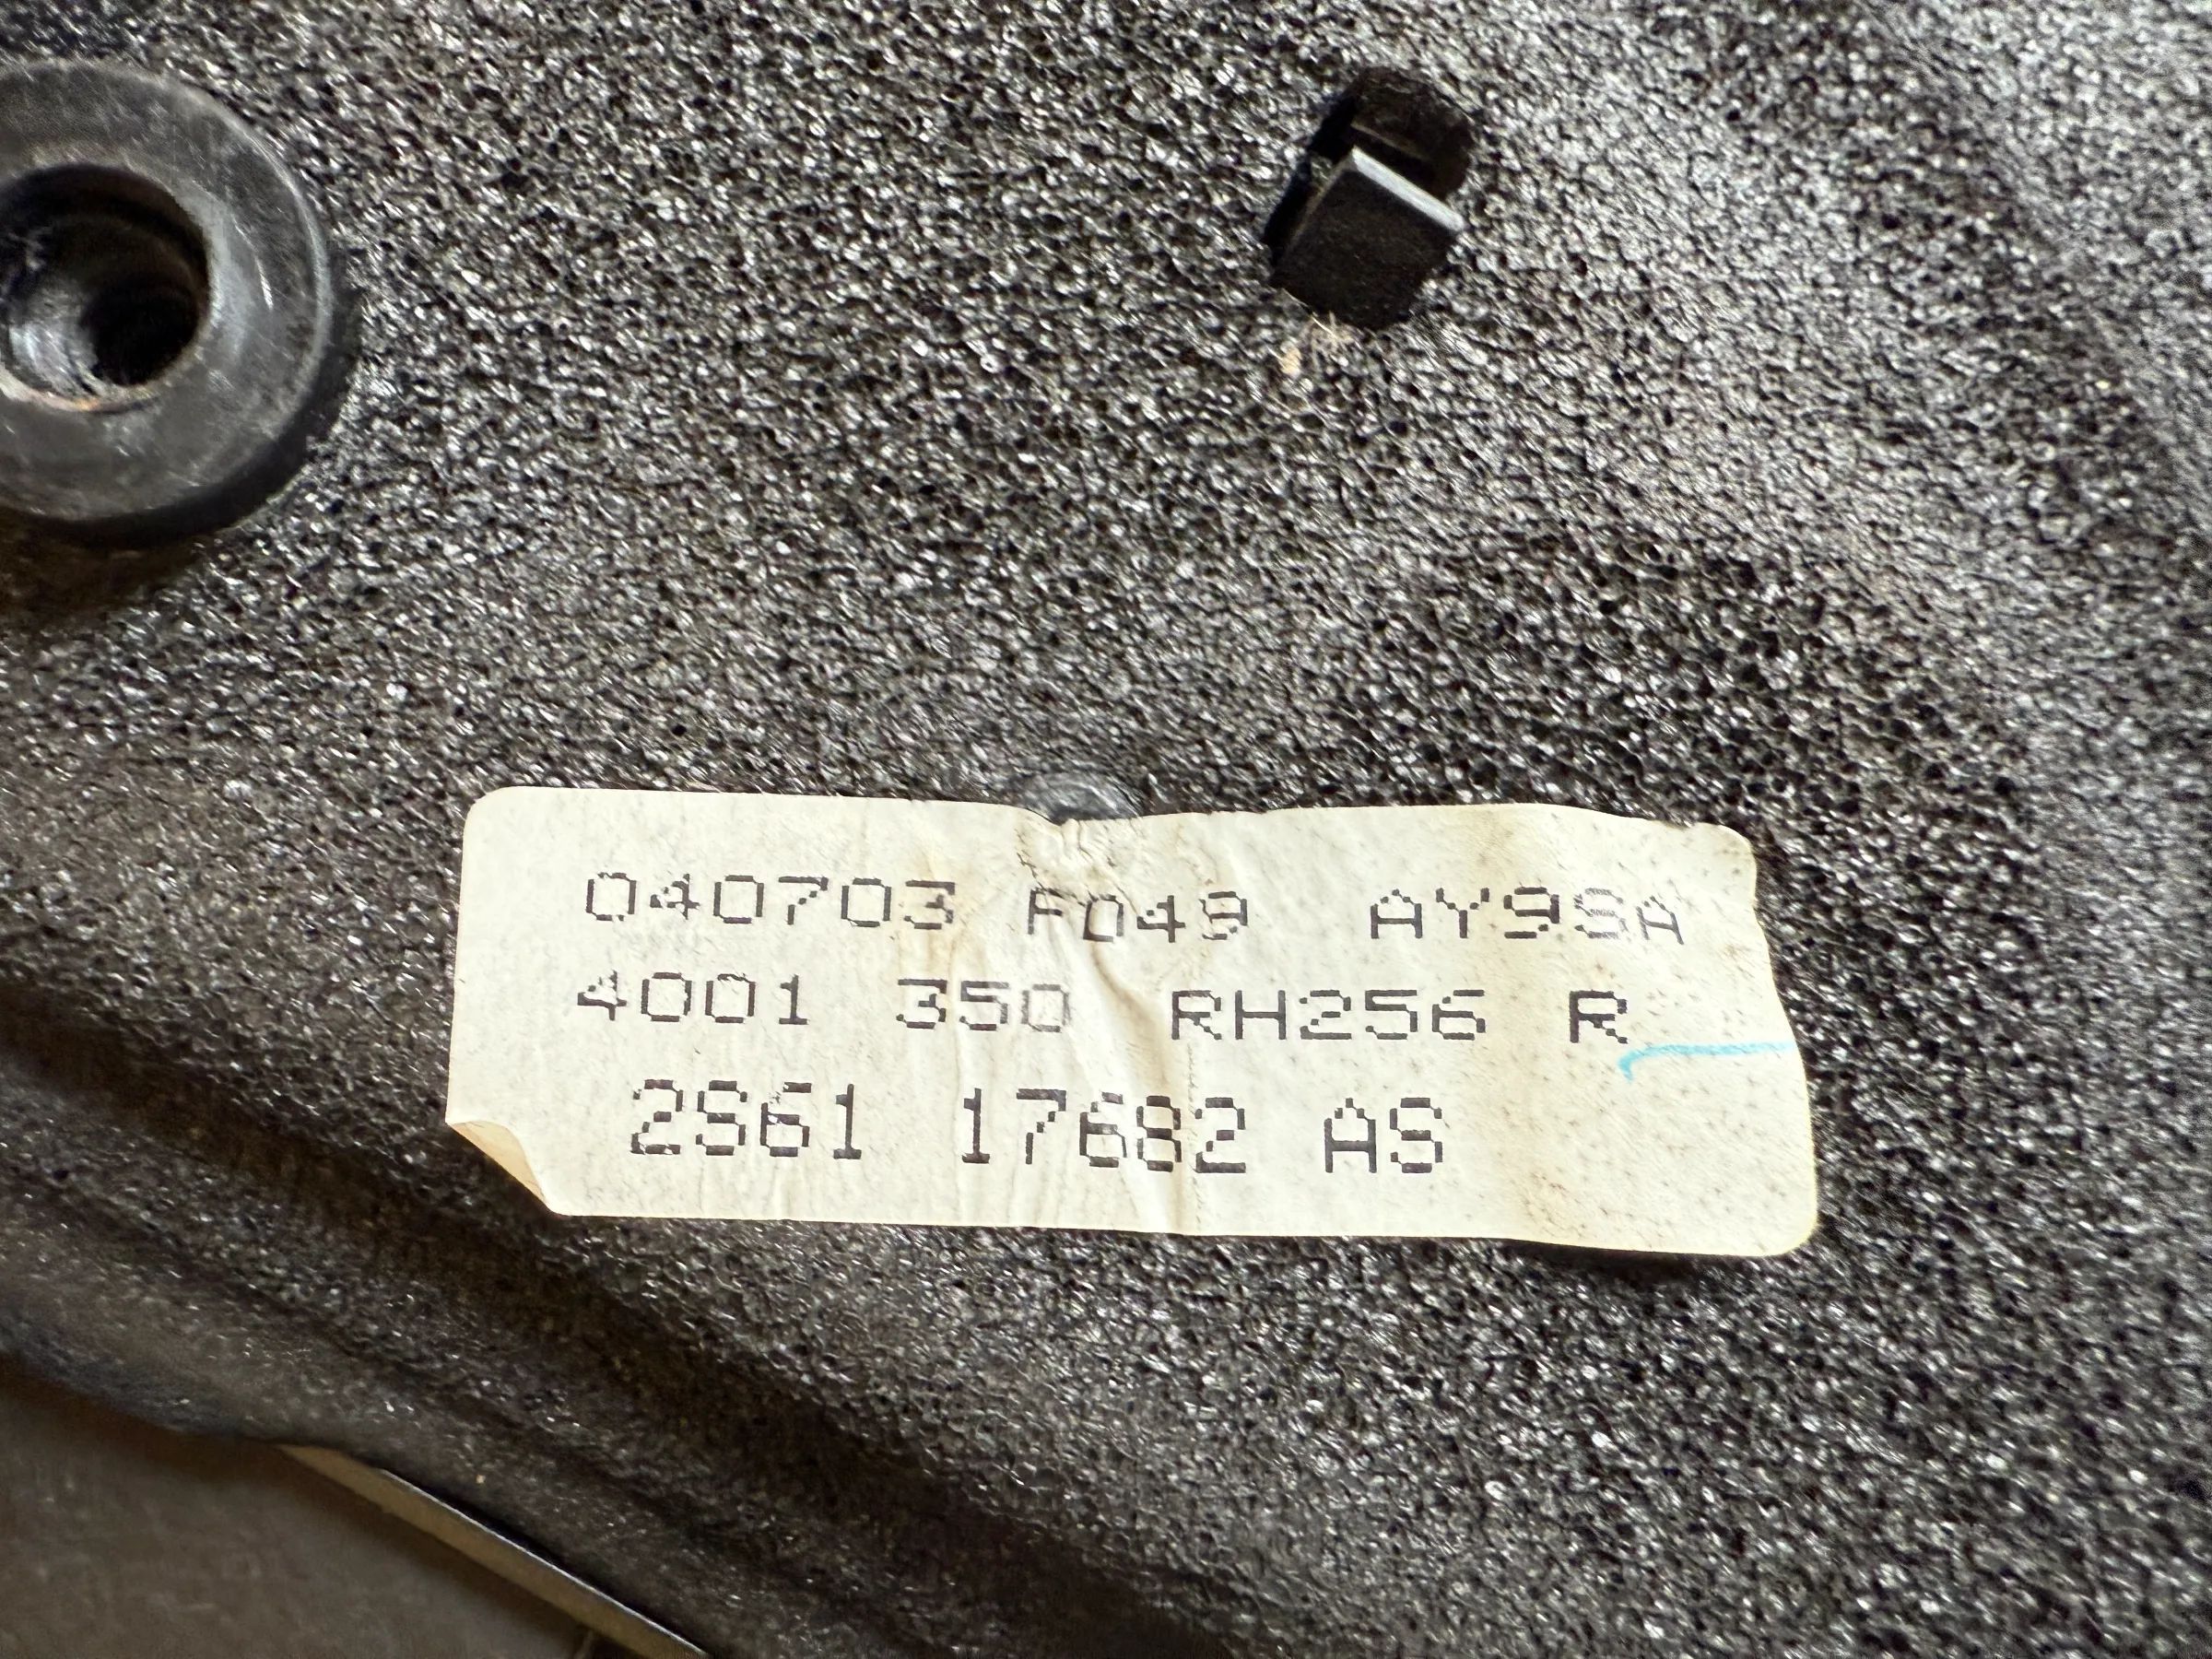 040703 F049 AY9SA
4001 350 RH256 R
2S61 17682 AS